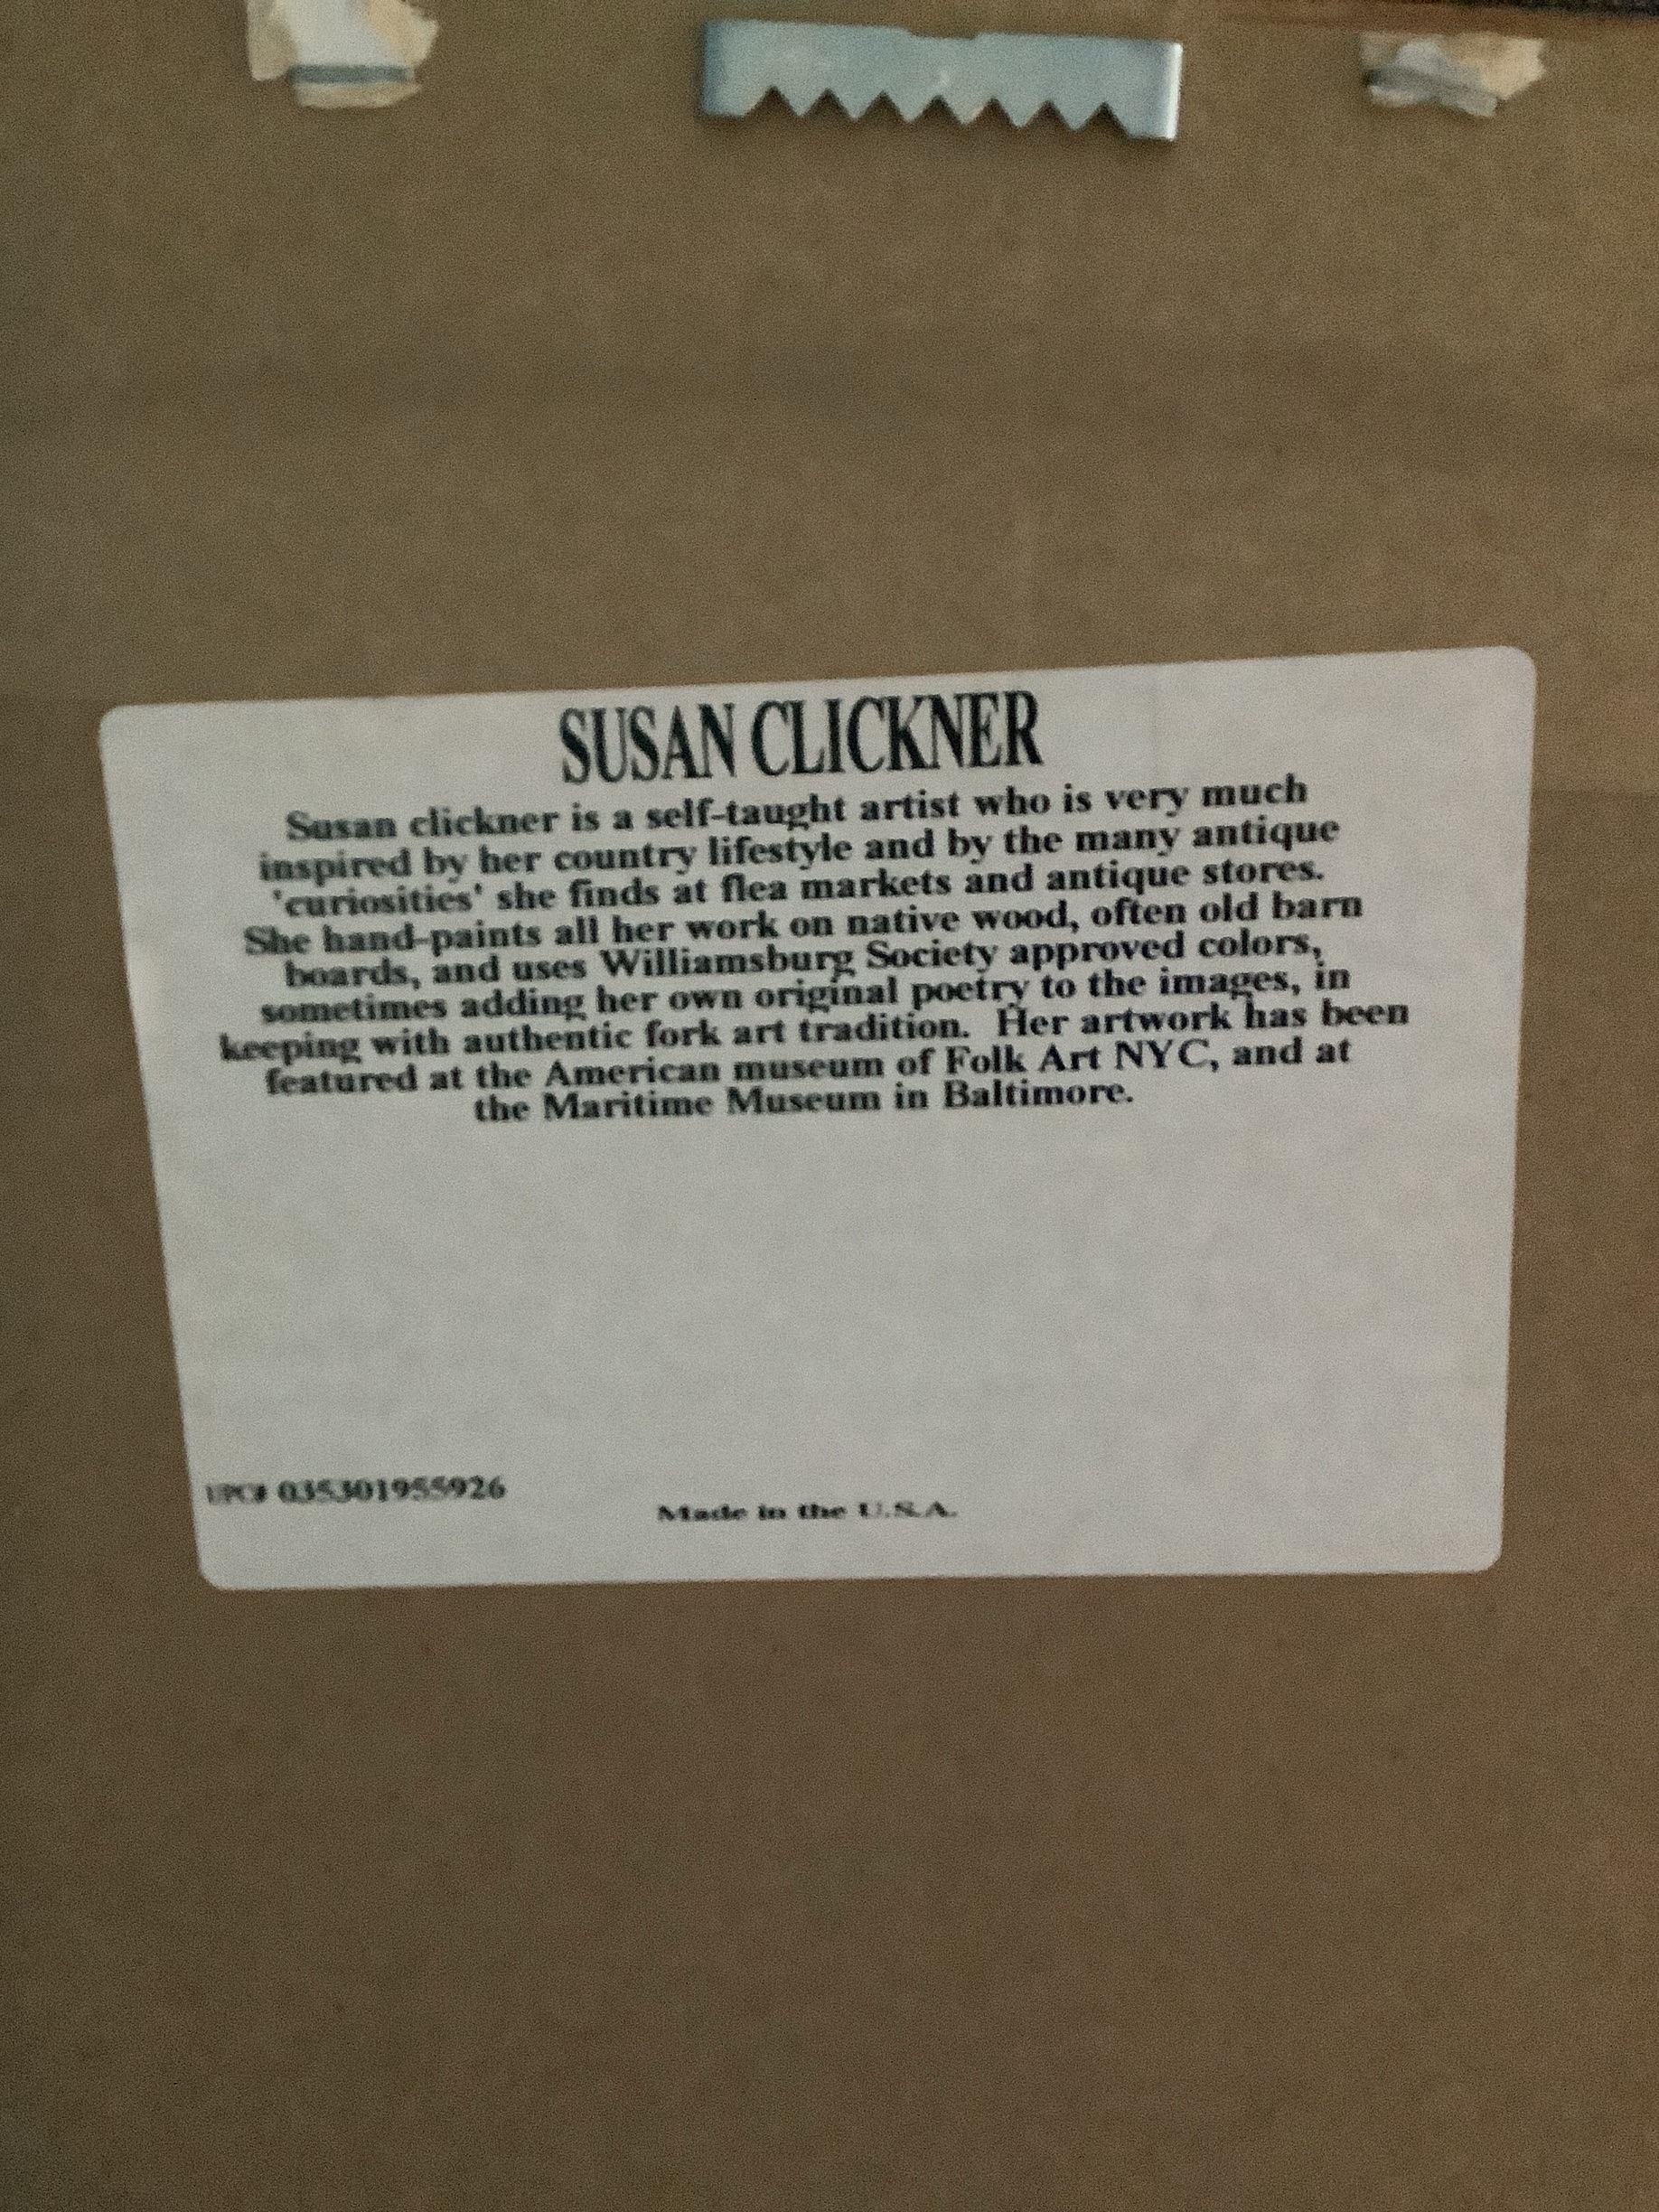 SUSAN CLICKNER
Susan clickner is a self-taught artist who is very much
inspired by her country lifestyle and by the many antique
'curiosities' she finds at flea markets and antique stores.
She hand-paints all her work on native wood, often old barn
boards, and uses Williamsburg Society approved colors,
sometimes adding her own original poetry to the images, in
keeping with authentic fork art tradition.  Her artwork has been
featured at the American museum of Folk Art NYC, and at
the Maritime Museum in Baltimore.
UPC# 035301955926
Made in the U.S.A.